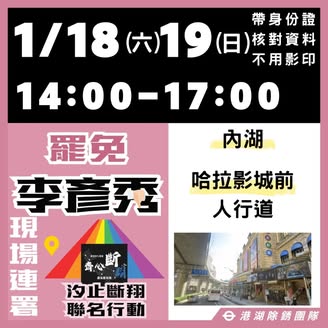 1/18(六)19(日)
14:00-17:00
帶身份證
核對資料
不用影印
罷免
李彥秀
現場連署
汐止斷翔
聯名行動
內湖
哈拉影城前
人行道
港湖除銹團隊